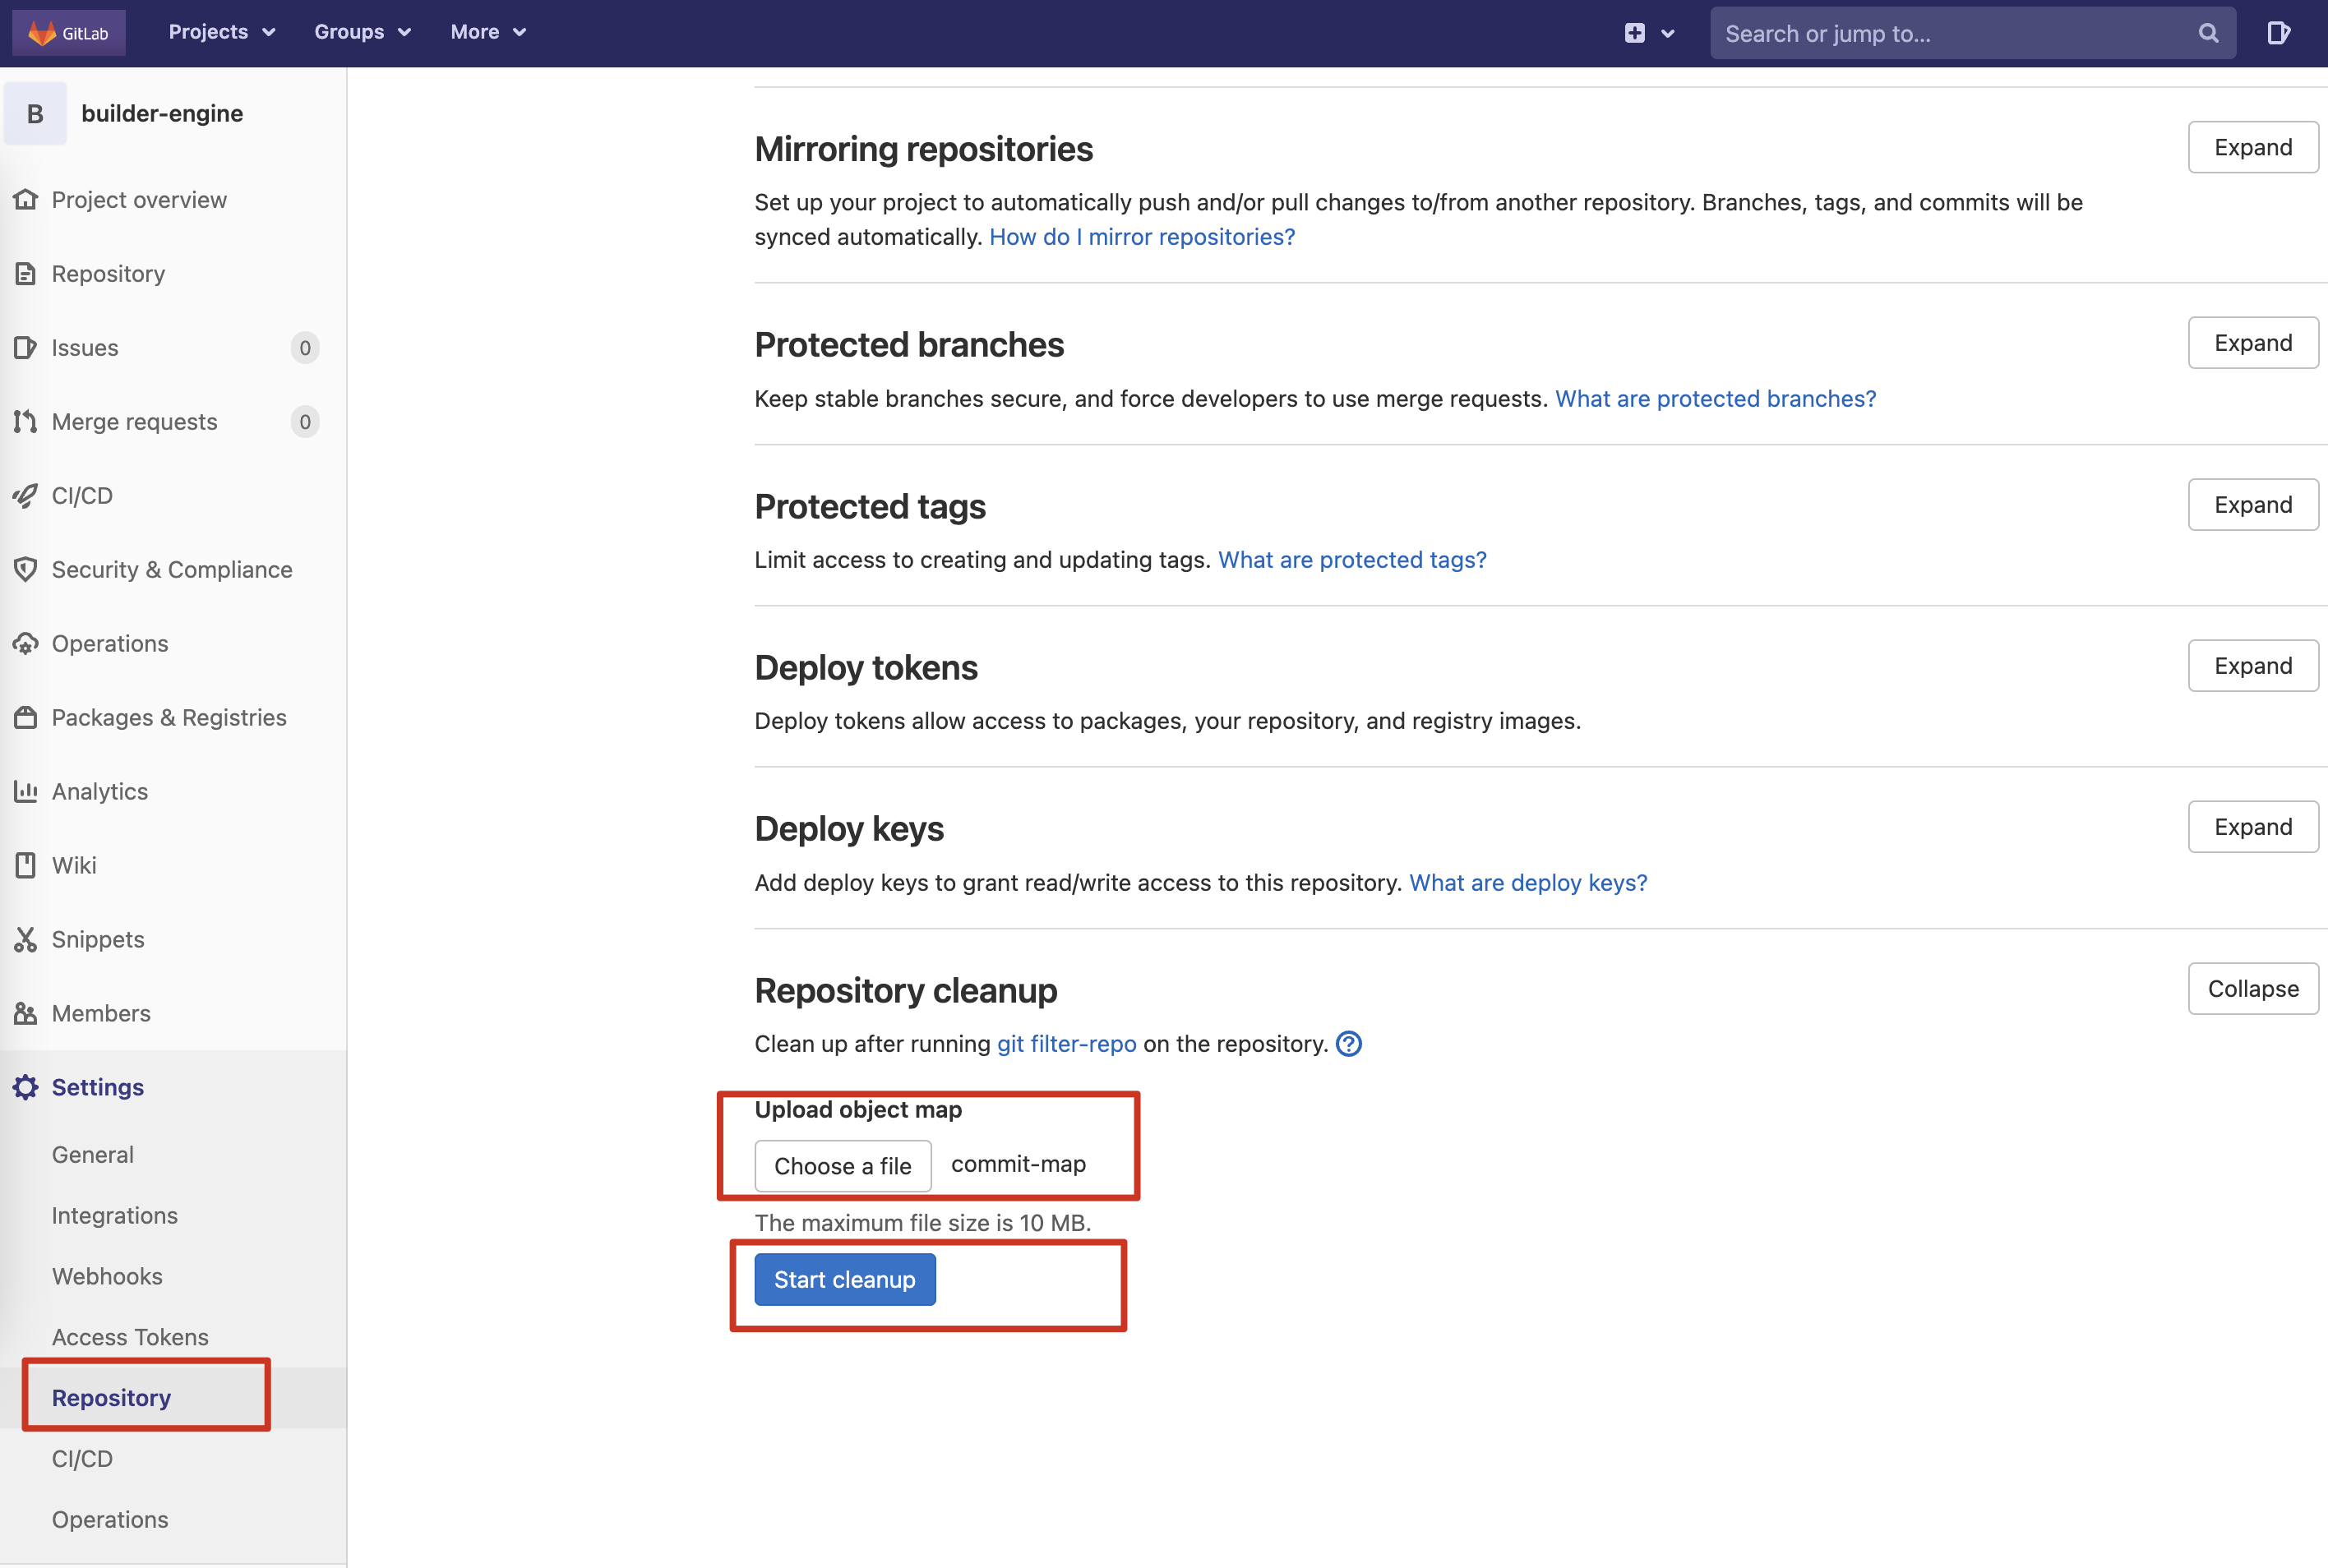 GitLab
Projects
Groups
More
Search or jump to...
B
builder-engine
Project overview
Repository
Issues
0
Merge requests
0
CI/CD
Security & Compliance
Operations
Packages & Registries
Analytics
Wiki
Snippets
Members
Settings
General
Integrations
Webhooks
Access Tokens
Repository
CI/CD
Operations
Mirroring repositories
Expand
Set up your project to automatically push and/or pull changes to/from another repository. Branches, tags, and commits will be
synced automatically. How do I mirror repositories?
Protected branches
Expand
Keep stable branches secure, and force developers to use merge requests. What are protected branches?
Protected tags
Expand
Limit access to creating and updating tags. What are protected tags?
Deploy tokens
Expand
Deploy tokens allow access to packages, your repository, and registry images.
Deploy keys
Expand
Add deploy keys to grant read/write access to this repository. What are deploy keys?
Repository cleanup
Collapse
Clean up after running git filter-repo on the repository.
Upload object map
Choose a file commit-map
The maximum file size is 10 MB.
Start cleanup